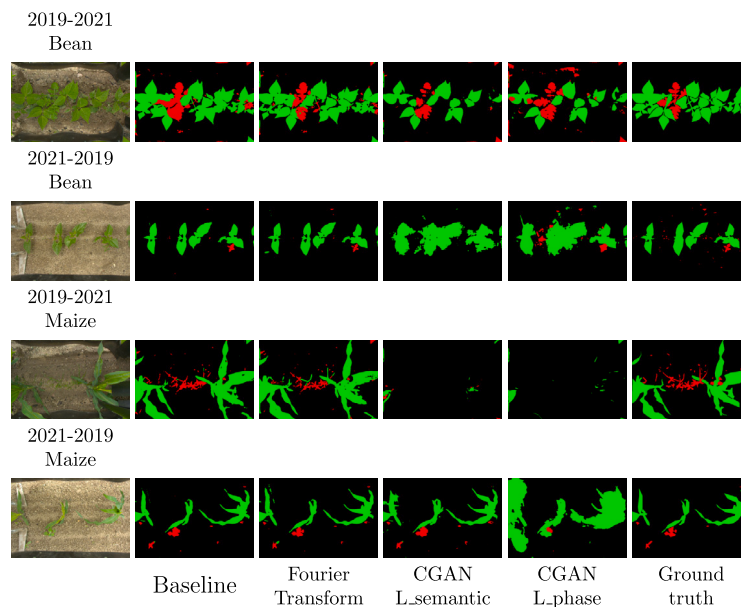 2019-2021
Bean
2021-2019
Bean
2019-2021
Maize
2021-2019
Maize
Baseline
Fourier
Transform
CGAN
L_semantic
CGAN
L_phase
Ground
truth